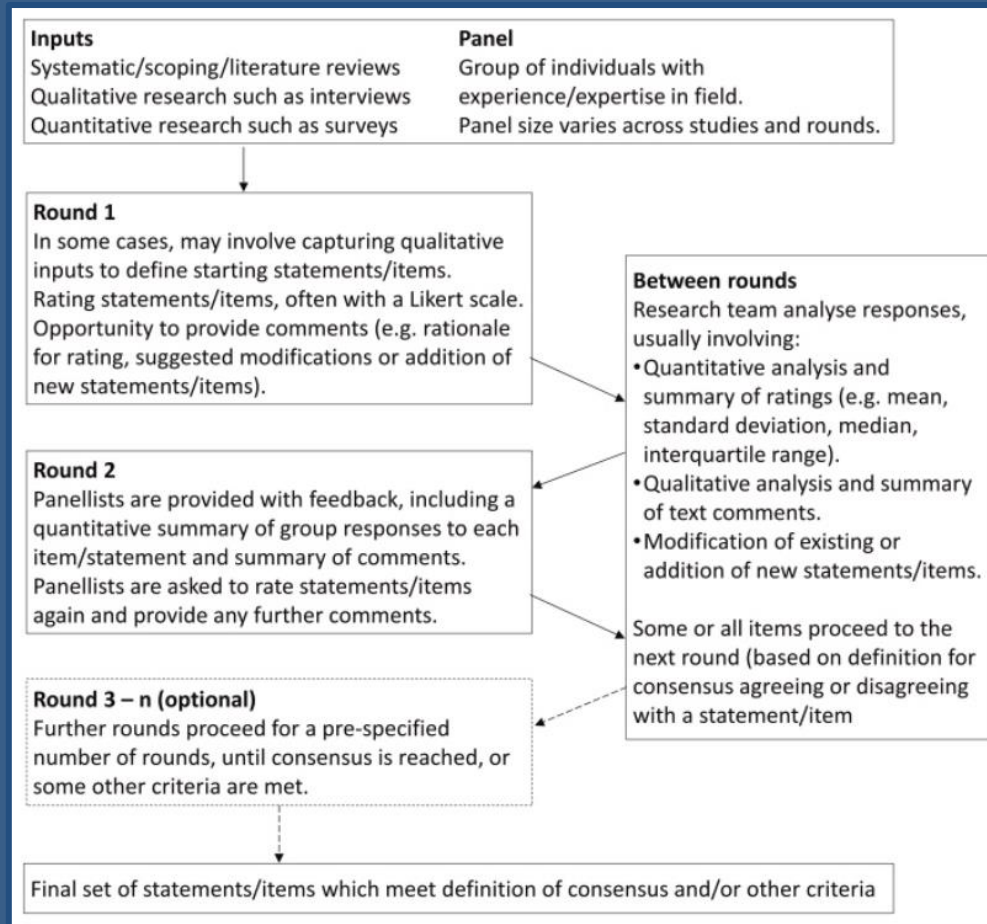 Inputs
Systematic/scoping/literature reviews
Qualitative research such as interviews
Quantitative research such as surveys
Panel
Group of individuals with
experience/expertise in field.
Panel size varies across studies and rounds.
Round 1
In some cases, may involve capturing qualitative
inputs to define starting statements/items.
Rating statements/items, often with a Likert scale.
Opportunity to provide comments (e.g. rationale
for rating, suggested modifications or addition of
new statements/items).
Between rounds
Research team analyse responses,
usually involving:
•Quantitative analysis and
summary of ratings (e.g. mean,
standard deviation, median,
interquartile range).
•Qualitative analysis and summary
of text comments.
•Modification of existing or
addition of new statements/items.
Some or all items proceed to the
next round (based on definition for
consensus agreeing or disagreeing
with a statement/item
Round 2
Panellists are provided with feedback, including a
quantitative summary of group responses to each
item/statement and summary of comments.
Panellists are asked to rate statements/items
again and provide any further comments.
Round 3 – n (optional)
Further rounds proceed for a pre-specified
number of rounds, until consensus is reached, or
some other criteria are met.
Final set of statements/items which meet definition of consensus and/or other criteria